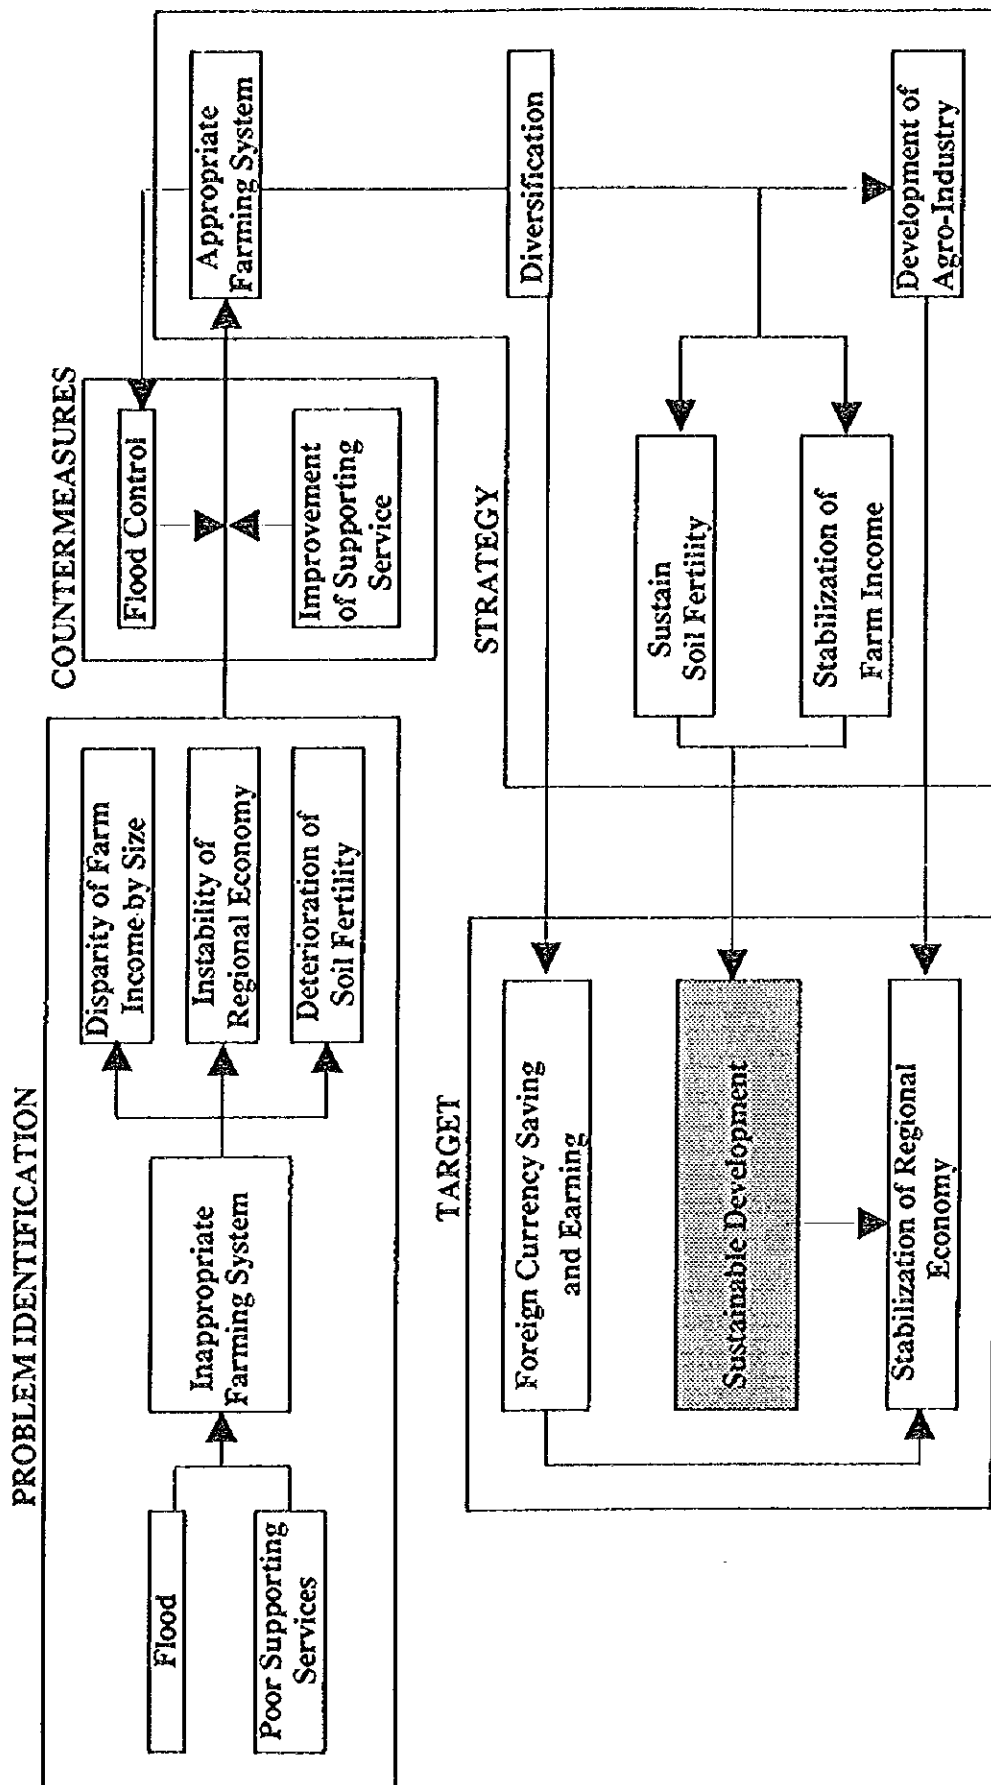 PROBLEM IDENTIFICATION
Flood
Poor Supporting
Services
Inappropriate
Farming System
Disparity of Farm
Income by Size
Instability of
Regional Economy
Deterioration of
Soil Fertility
COUNTERMEASURES
Flood Control
Improvement
of Supporting
Service
Appropriate
Farming System
STRATEGY
Diversification
Sustain
Soil Fertility
Stabilization of
Farm Income
Development of
Agro-Industry
TARGET
Foreign Currency Saving
and Earning
Sustainable Development
Stabilization of Regional
Economy